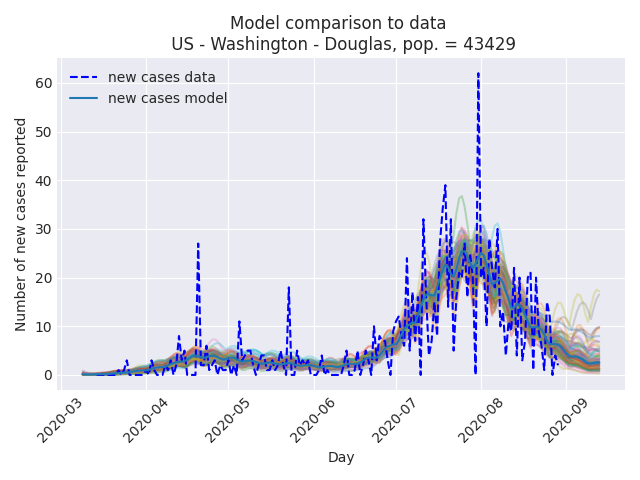 Model comparison to data
US - Washington - Douglas, pop. = 43429
new cases data
new cases model
Number of new cases reported
60
50
40
30
20
10
0
2020-03
2020-04
2020-05
2020-06
2020-07
2020-08
2020-09
Day